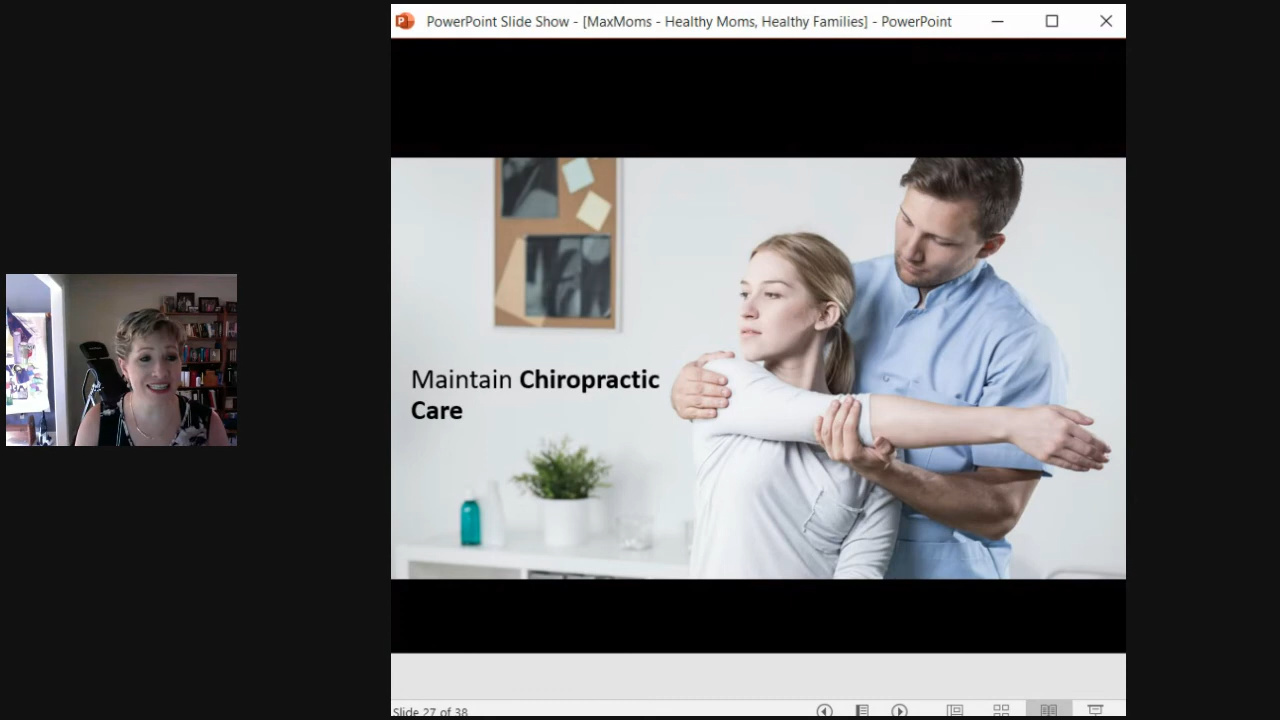 PowerPoint Slide Show - [MaxMoms - Healthy Moms, Healthy Families] - PowerPoint
Maintain Chiropractic
Care
Slide 27 of 38